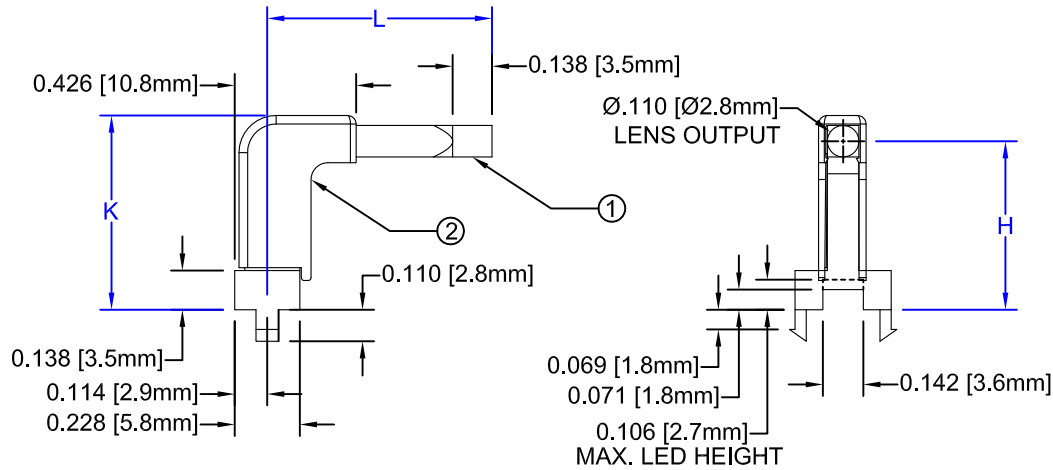 L
0.138 [3.5mm]
0.426 [10.8mm]
Ø.110 [Ø2.8mm]
LENS OUTPUT
K
1
H
2
0.110 [2.8mm]
0.138 [3.5mm]
0.069 [1.8mm]
0.114 [2.9mm]
0.071 [1.8mm]
0.142 [3.6mm]
0.228 [5.8mm]
0.106 [2.7mm]
MAX. LED HEIGHT